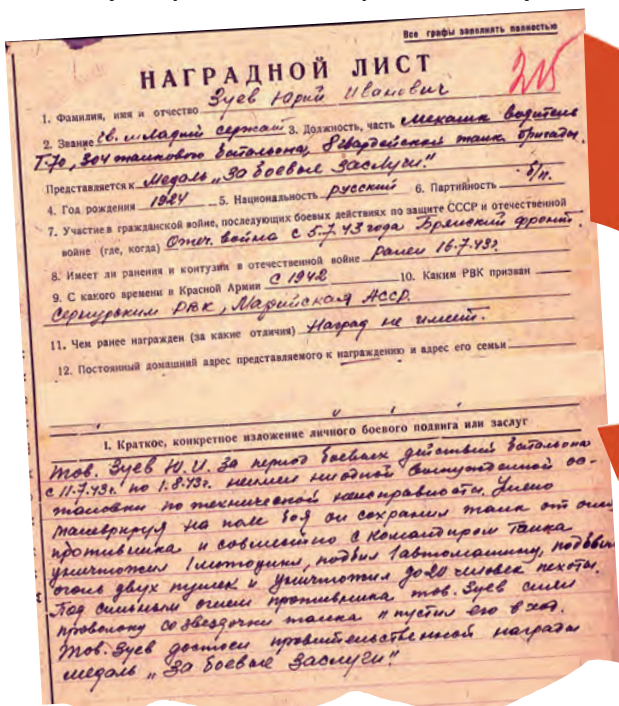 Все графы заполнять полностью
НАГРАДНОЙ ЛИСТ
215
1. Фамилия, имя и отчество Зуев Юрий Иванович
2. Звание Гв. младший сержант 3. Должность, часть Механик водитель
Т-70, 304 танкового батальона, гвардейской танк. бригады.
Представляется к Медаль „За боевые заслуги“
4. Год рождения 1924 5. Национальность русский 6. Партийность б/п.
7. Участие в гражданской войне, последующих боевых действиях по защите СССР и отечественной
войне (где, когда) Отеч. война с 5.7.43 года Брянский фронт.
8. Имеет ли ранения и контузии в отечественной войне Ранен 16.7.43г.
9. С какого времени в Красной Армии С 1942 10. Каким РВК призван
Сернурским РВК, Марийская АССР.
11. Чем ранее награжден (за какие отличия) Наград не имеет.
12. Постоянный домашний адрес представляемого к награждению и адрес его семьи
I. Краткое, конкретное изложение личного боевого подвига или заслуг
Тов. Зуев Ю.И. За период боевых действий батальона
с 11.7.43г. по 1.8.43г. не имел ни одной вынужденной ос-
тановки по технической неисправности. Умело
маневрируя на поле боя он сохранил танк от огня
противника и совместно с командиром танка
уничтожил 1 мотоцикл, подбил 1 автомашину, подавил
огонь двух пушек и уничтожил до 20 человек пехоты.
Под сильным огнем противника тов. Зуев снял
проволоку со звездочки танка и пустил его в ход.
Тов. Зуев достоен правительственной награды
медаль „За боевые заслуги“